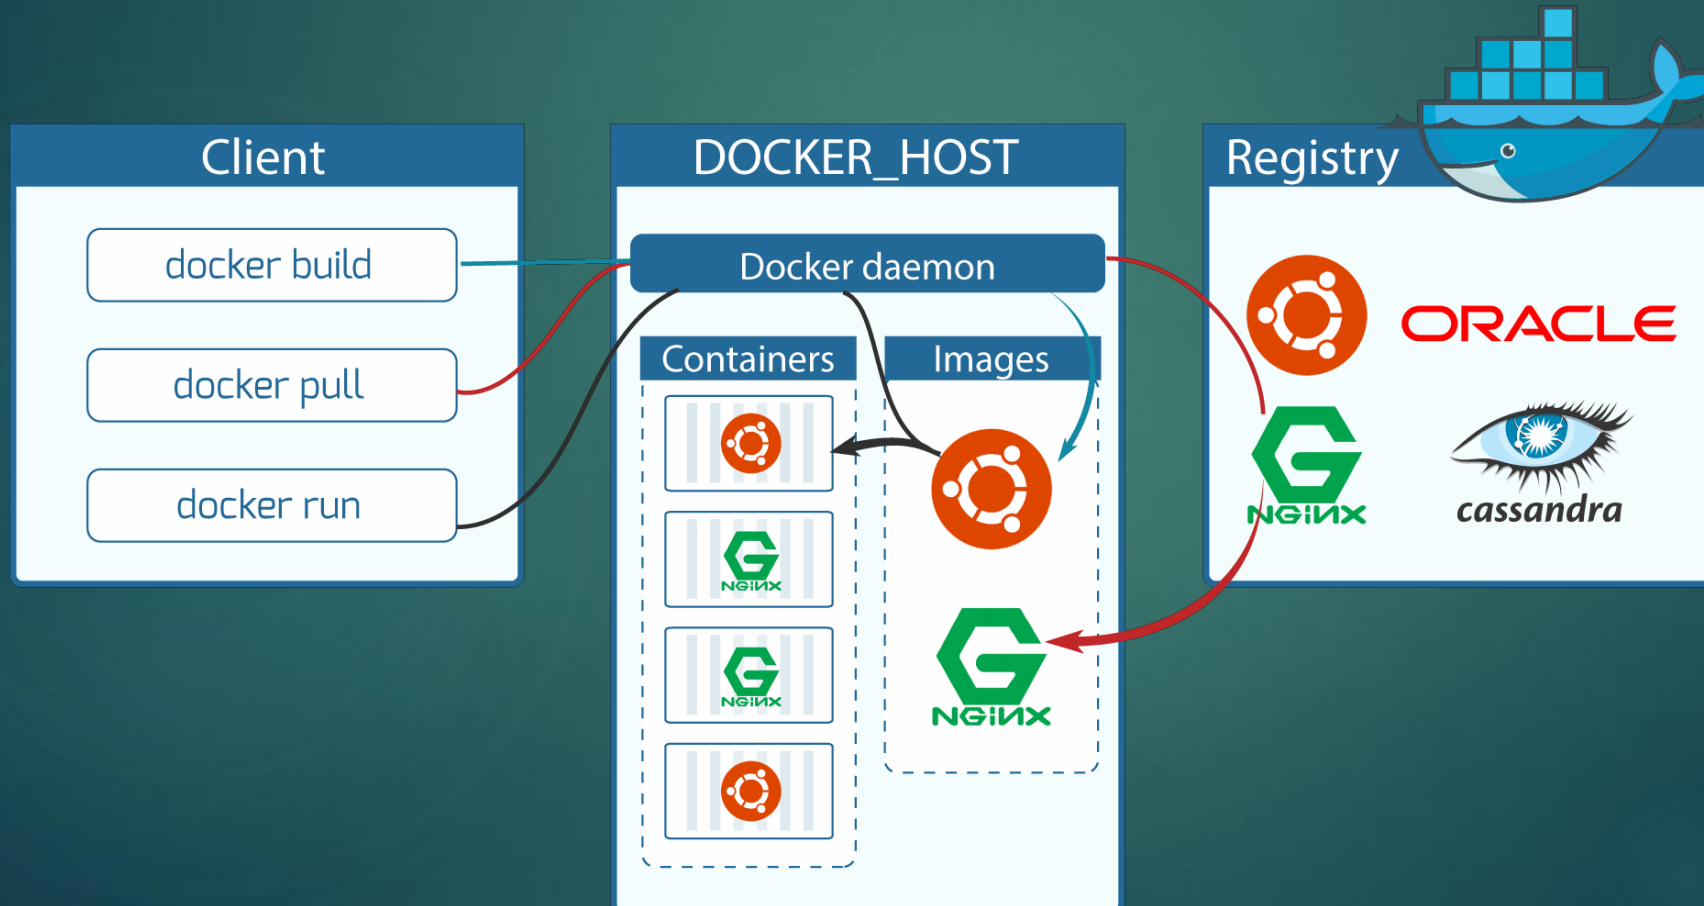 Client
docker build
docker pull
docker run
DOCKER_HOST
Docker daemon
Containers
NGINX
NGINX
Images
NGINX
Registry
ORACLE
NGINX
cassandra